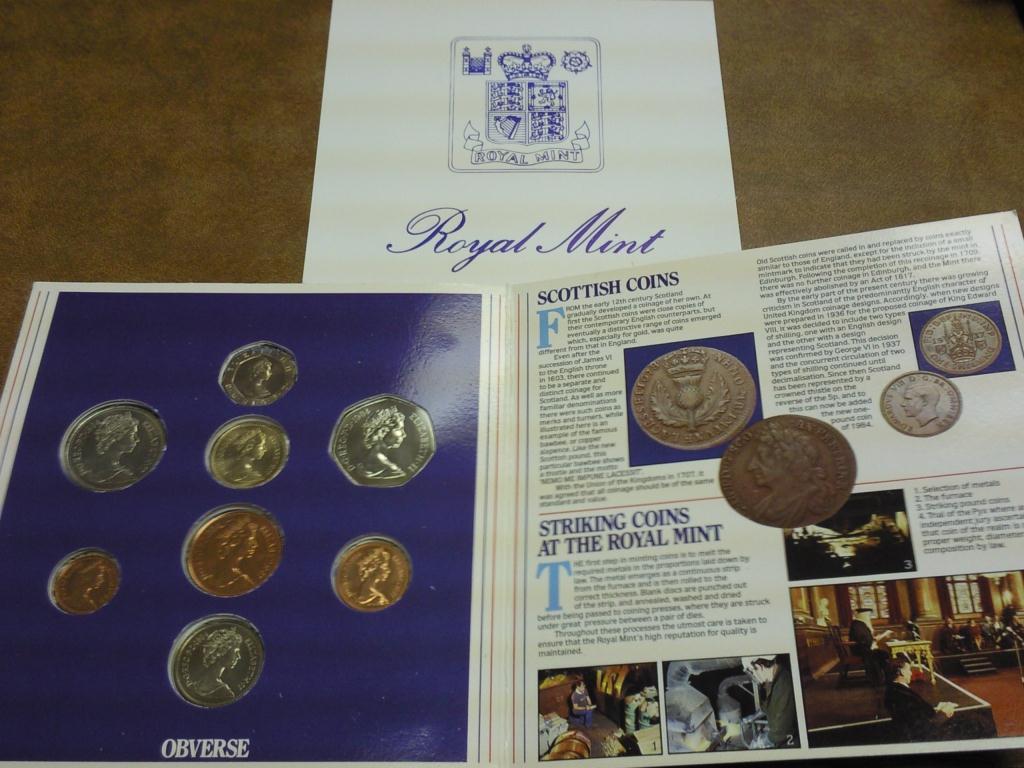 ROYAL MINT
Royal Mint
OBVERSE
SCOTTISH COINS
FROM the early 12th century Scotland
gradually developed a coinage of her own. At
first the Scottish coins were close copies of
their contemporary English counterparts, but
eventually a distinctive range of coins emerged
which, especially for gold, was quite
different from that in England.
Even after the
succession of James VI
to the English throne
in 1603, there continued
to be a separate and
distinct coinage for
Scotland. As well as more
familiar denominations
there were such coins as
merks and turners, while
illustrated here is an
example of the famous
bawbee, or copper
sixpence. Like the new
Scottish pound, this
particular bawbee shows
a thistle and the motto
'NEMO ME IMPUNE LACESSIT'.
With the Union of the Kingdoms in 1707, it
was agreed that all coinage should be of the same
standard and value.
Old Scottish coins were called in and replaced by coins exactly
similar to those of England, except for the inclusion of a small
mintmark to indicate that they had been struck by the mint in
Edinburgh. Following the completion of this recoinage in 1709,
there was no further coinage in Edinburgh, and the Mint there
was effectively abolished by an Act of 1817.
By the early part of the present century there was growing
criticism in Scotland of the predominantly English character of
United Kingdom coinage designs. Accordingly, when new designs
were prepared in 1936 for the proposed coinage of King Edward
VIII, it was decided to include two types
of shilling, one with an English design
and the other with a design
representing Scotland. This decision
was confirmed by George VI in 1937
and the concurrent circulation of two
types of shilling continued until
decimalisation. Since then Scotland
has been represented by a
crowned thistle on the
reverse of the 5p, and to
this can now be added
the new one-
pound coin
of 1984.
STRIKING COINS
AT THE ROYAL MINT
THE first step in minting coins is to melt the
required metals in the proportions laid down by
law. The metal emerges as a continuous strip
from the furnace and is then rolled to the
correct thickness. Blank discs are punched out
of the strip, and annealed, washed and dried
before being passed to coining presses, where they are struck
under great pressure between a pair of dies.
Throughout these processes the utmost care is taken to
ensure that the Royal Mint's high reputation for quality is
maintained.
1. Selection of metals
2. The furnace
3. Striking pound coins
4. Trial of the Pyx where an
independent jury
that coin of the realm is
proper weight, diameter
composition by law.
3
1
2